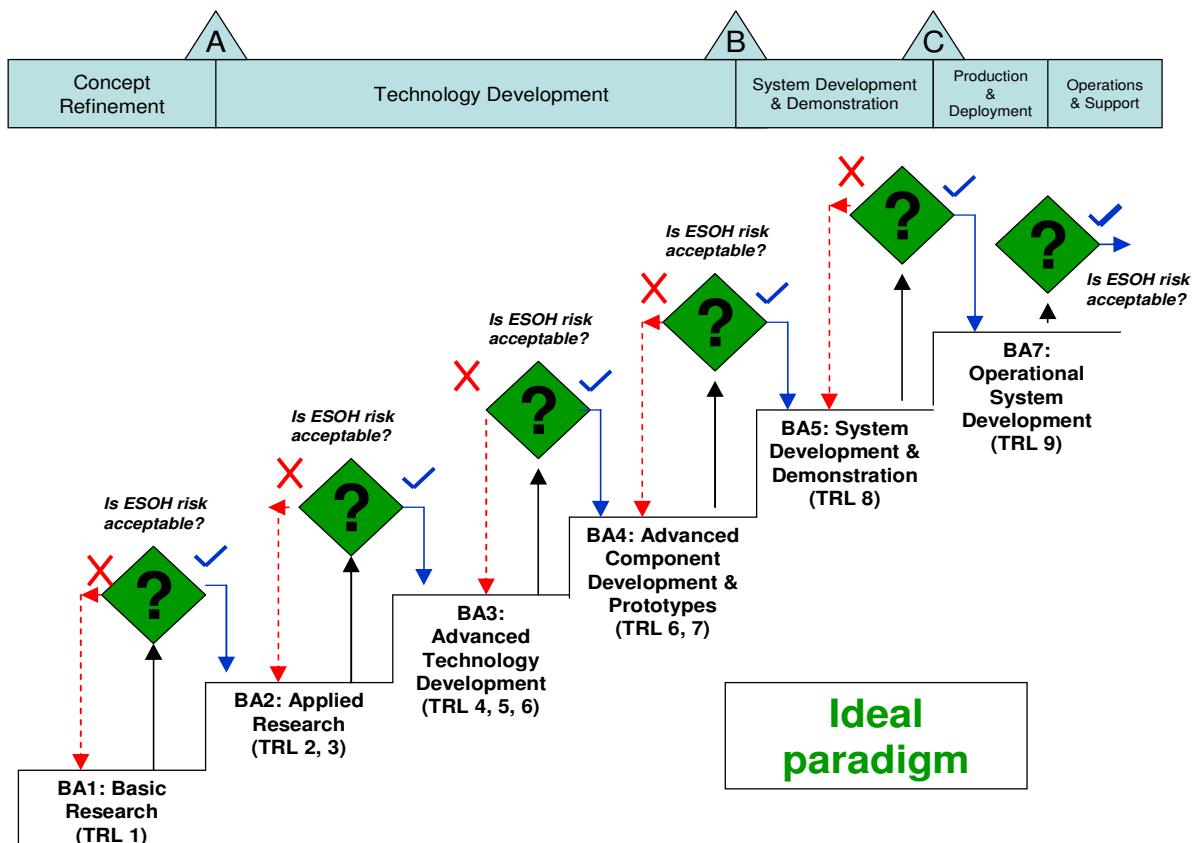 A
B
C
Concept
Refinement
Technology Development
System Development
& Demonstration
Production
&
Deployment
Operations
& Support
?
?
Is ESOH risk
acceptable?
Is ESOH risk
acceptable?
?
Is ESOH risk
acceptable?
?
BA7:
Operational
System
Development
(TRL 9)
Is ESOH risk
acceptable?
?
BA5: System
Development &
Demonstration
(TRL 8)
Is ESOH risk
acceptable?
?
BA4: Advanced
Component
Development &
Prototypes
(TRL 6, 7)
BA3:
Advanced
Technology
Development
(TRL 4, 5, 6)
?
BA2: Applied
Research
(TRL 2, 3)
Ideal
paradigm
BA1: Basic
Research
(TRL 1)